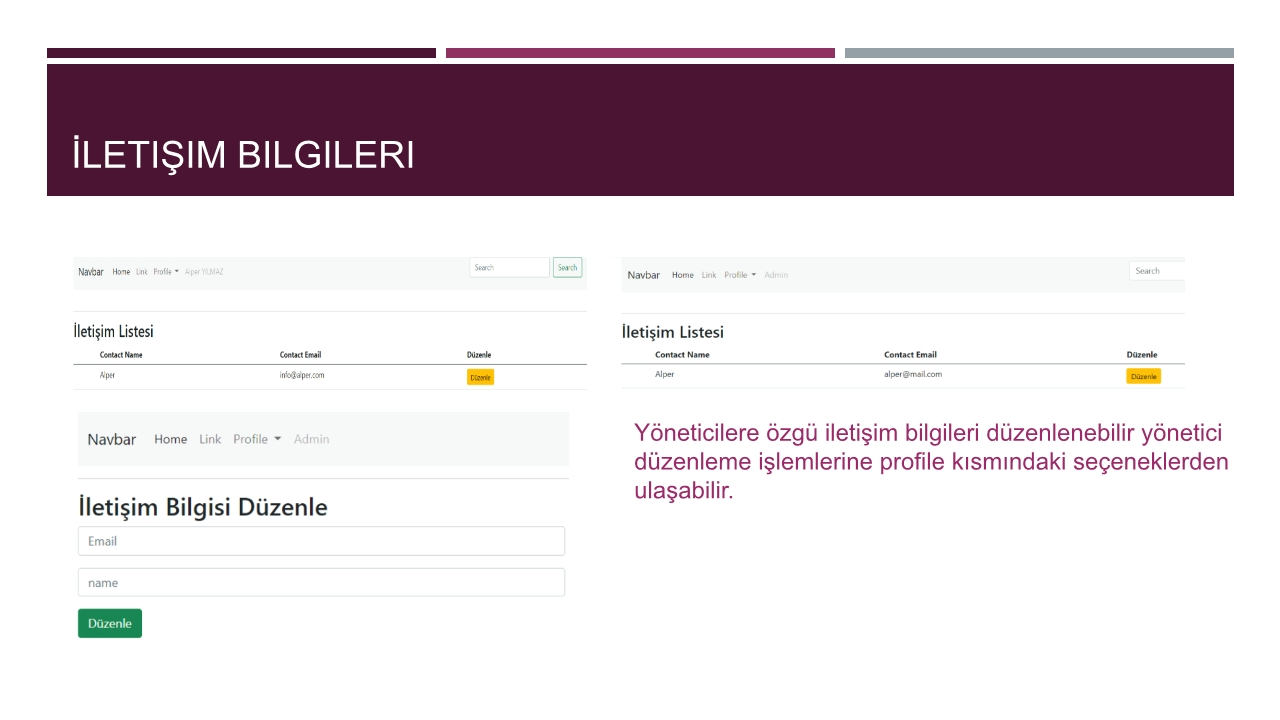 İLETIŞIM BILGILERI
Navbar Home Link Profile Alper YILMAZ Search Search
İletişim Listesi
Contact Name Contact Email Düzenle
Alper info@alper.com Düzenle
Navbar Home Link Profile Admin Search
İletişim Listesi
Contact Name Contact Email Düzenle
Alper alper@mail.com Düzenle
Navbar Home Link Profile Admin
İletişim Bilgisi Düzenle
Email
name
Düzenle
Yöneticilere özgü iletişim bilgileri düzenlenebilir yönetici
düzenleme işlemlerine profile kısmındaki seçeneklerden
ulaşabilir.